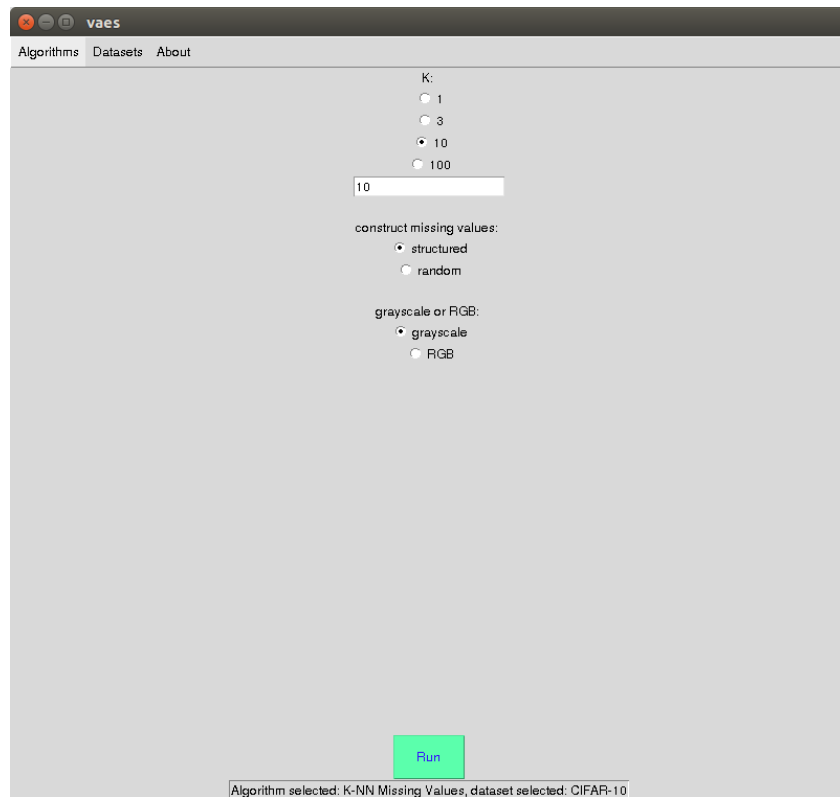 vaes
Algorithms Datasets About
K:
1
3
10
100
10
construct missing values:
structured
random
grayscale or RGB:
grayscale
RGB
Run
Algorithm selected: K-NN Missing Values, dataset selected: CIFAR-10